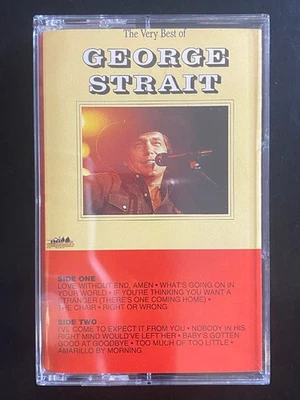 The Very Best of
GEORGE
STRAIT
SIDE ONE
LOVE WITHOUT END, AMEN • WHAT'S GOING ON IN
YOUR WORLD • IF YOU'RE THINKING YOU WANT A
STRANGER (THERE'S ONE COMING HOME) •
THE CHAIR • RIGHT OR WRONG
SIDE TWO
I'VE COME TO EXPECT IT FROM YOU • NOBODY IN HIS
RIGHT MIND WOULD'VE LEFT HER • BABY'S GOTTEN
GOOD AT GOODBYE • TOO MUCH OF TOO LITTLE •
AMARILLO BY MORNING